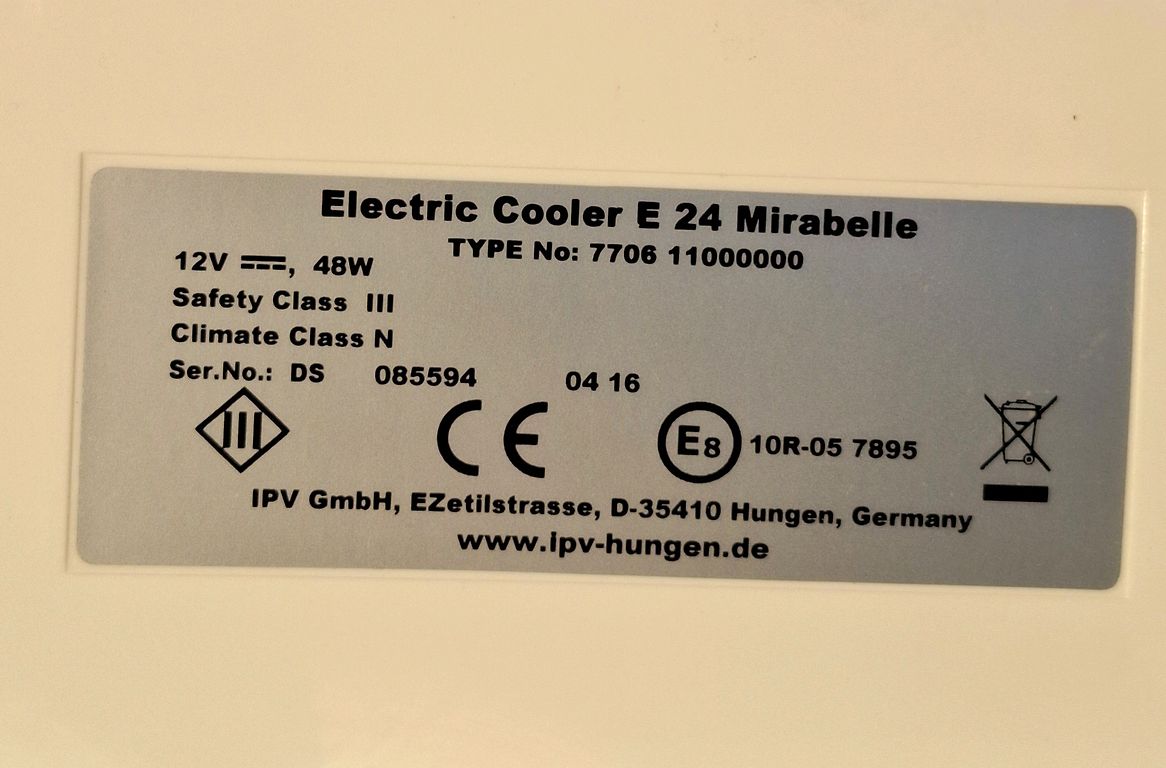 Electric Cooler E 24 Mirabelle
TYPE No: 7706 11000000
12V ⎓, 48W
Safety Class III
Climate Class N
Ser.No.: DS 085594 04 16
III CE E8 10R-05 7895
IPV GmbH, EZetilstrasse, D-35410 Hungen, Germany
www.ipv-hungen.de